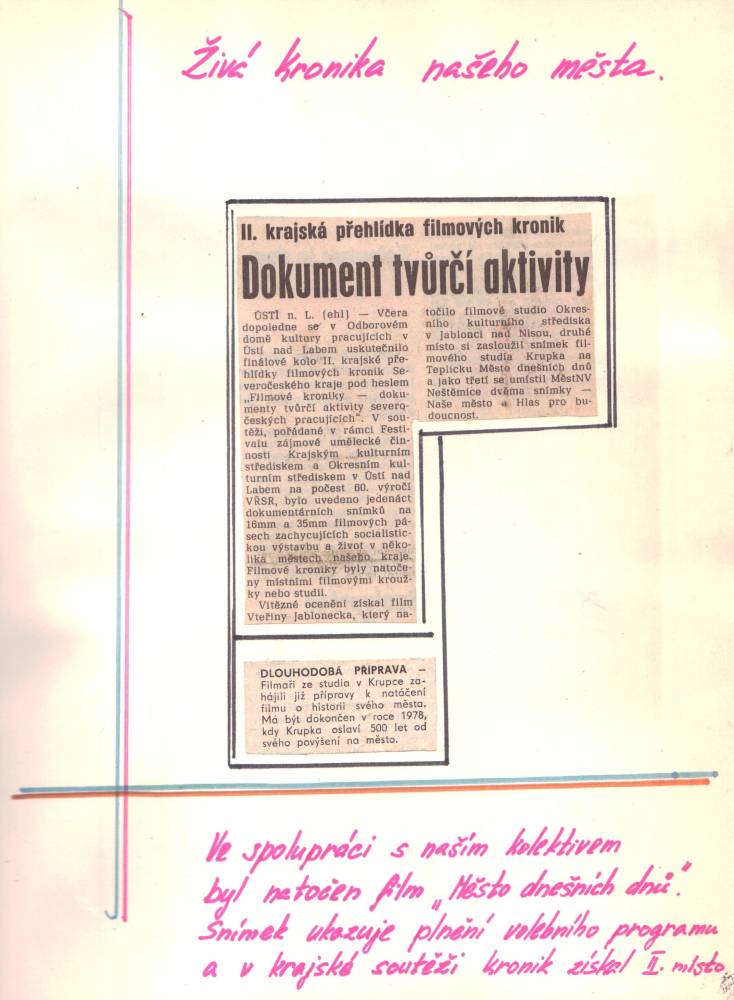 Živá kronika našeho města.
II. krajská přehlídka filmových kronik
Dokument tvůrčí aktivity
ÚSTÍ n. L. (ehl) — Včera
dopoledne se v Odborovém
domě kultury pracujících v
Ústí nad Labem uskutečnilo
finálové kolo II. krajské pře-
hlídky filmových kronik Se-
veročeského kraje pod heslem
„Filmové kroniky — doku-
menty tvůrčí aktivity severo-
českých pracujících". V sou-
těži, pořádané v rámci Festi-
valu zájmové umělecké čin-
nosti Krajským kulturním
střediskem a Okresním kul-
turním střediskem v Ústí nad
Labem na počest 60. výročí
VŘSR, bylo uvedeno jedenáct
dokumentárních snímků na
16mm a 35mm filmových pá-
sech zachycujících socialistic-
kou výstavbu a život v něko-
lika městech našeho kraje.
Filmové kroniky byly natoče-
ny místními filmovými krouž-
ky nebo studii.
Vítězné ocenění získal film
Vteřiny Jablonecka, který na-
točilo filmové studio Okres-
ního kulturního střediska
v Jablonci nad Nisou, druhé
místo si zasloužil snímek fil-
mového studia Krupka na
Teplicku Město dnešních dnů
a jako třetí se umístil MěstNV
Neštěmice dvěma snímky —
Naše město a Hlas pro bu-
doucnost.
DLOUHODOBÁ PŘÍPRAVA —
Filmaři ze studia v Krupce za-
hájili již přípravy k natáčení
filmu o historii svého města.
Má být dokončen v roce 1978,
kdy Krupka oslaví 500 let od
svého povýšení na město.
Ve spolupráci s naším kolektivem
byl natočen film „Město dnešních dnů".
Snímek ukazuje plnění volebního programu
a v krajské soutěži kronik získal II. místo